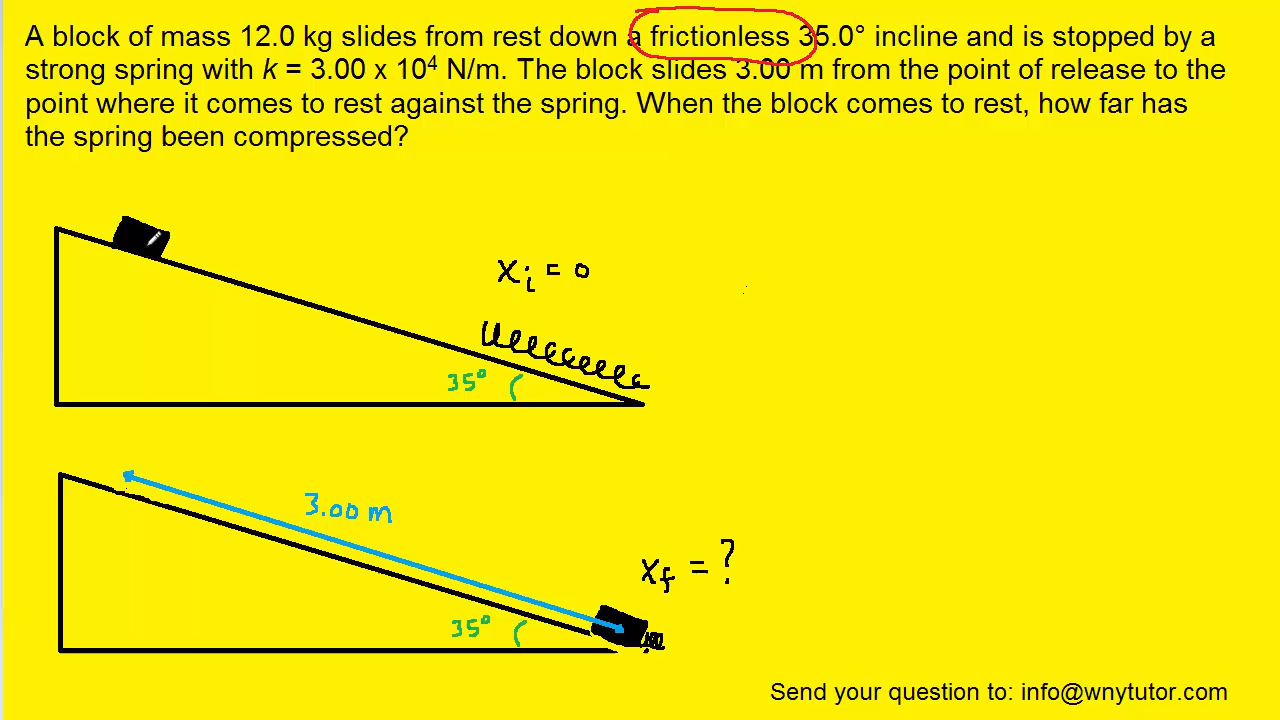 A block of mass 12.0 kg slides from rest down a frictionless 35.0° incline and is stopped by a
strong spring with k = 3.00 x 10⁴ N/m. The block slides 3.00 m from the point of release to the
point where it comes to rest against the spring. When the block comes to rest, how far has
the spring been compressed?
xᵢ = 0
35°
3.00 m
x_f = ?
35°
Send your question to: info@wnytutor.com